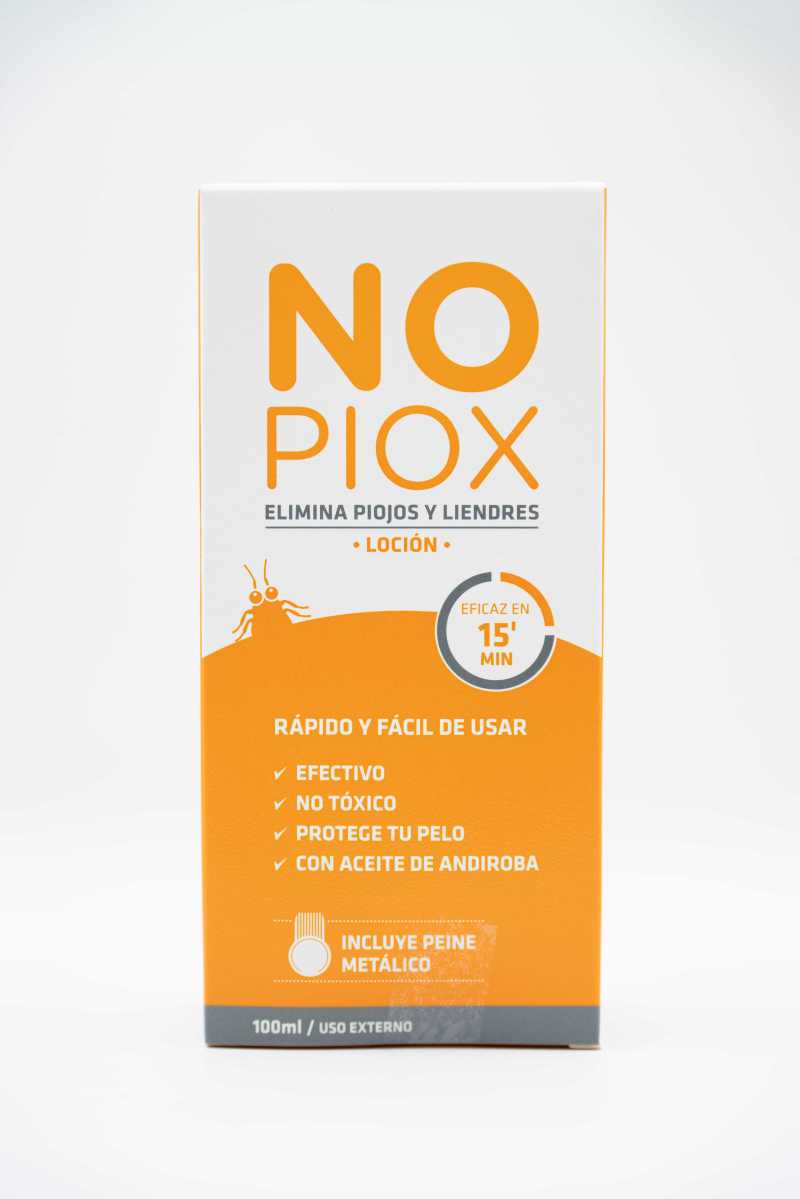 NO
PIOX
ELIMINA PIOJOS Y LIENDRES
• LOCIÓN •
EFICAZ EN
15'
MIN
RÁPIDO Y FÁCIL DE USAR
✓ EFECTIVO
✓ NO TÓXICO
✓ PROTEGE TU PELO
✓ CON ACEITE DE ANDIROBA
INCLUYE PEINE
METÁLICO
100ml / USO EXTERNO